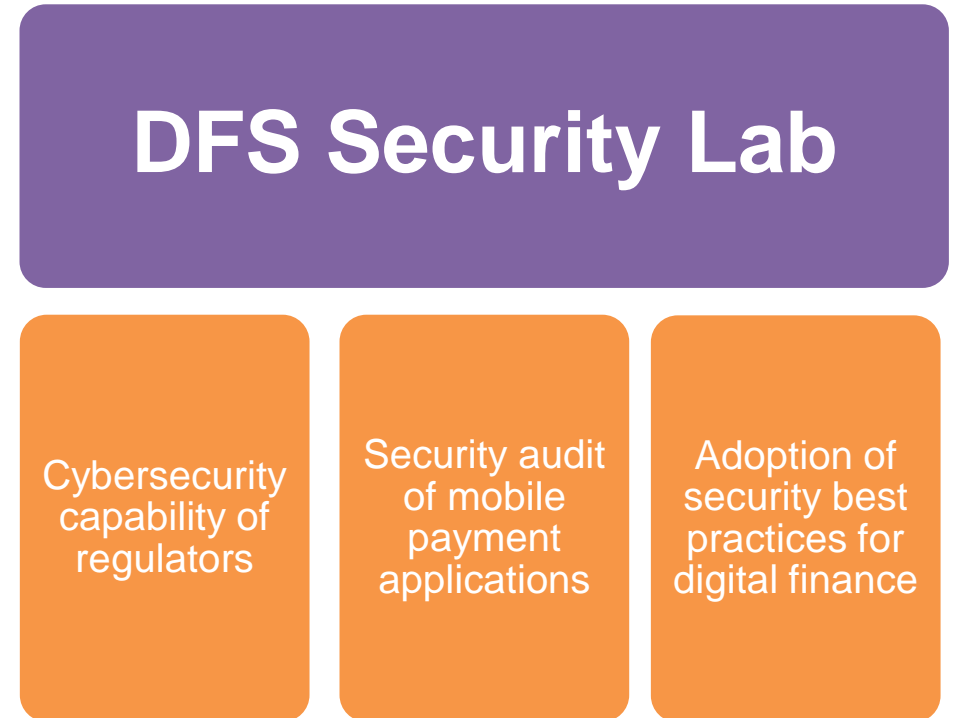 DFS Security Lab
Cybersecurity
capability of
regulators
Security audit
of mobile
payment
applications
Adoption of
security best
practices for
digital finance